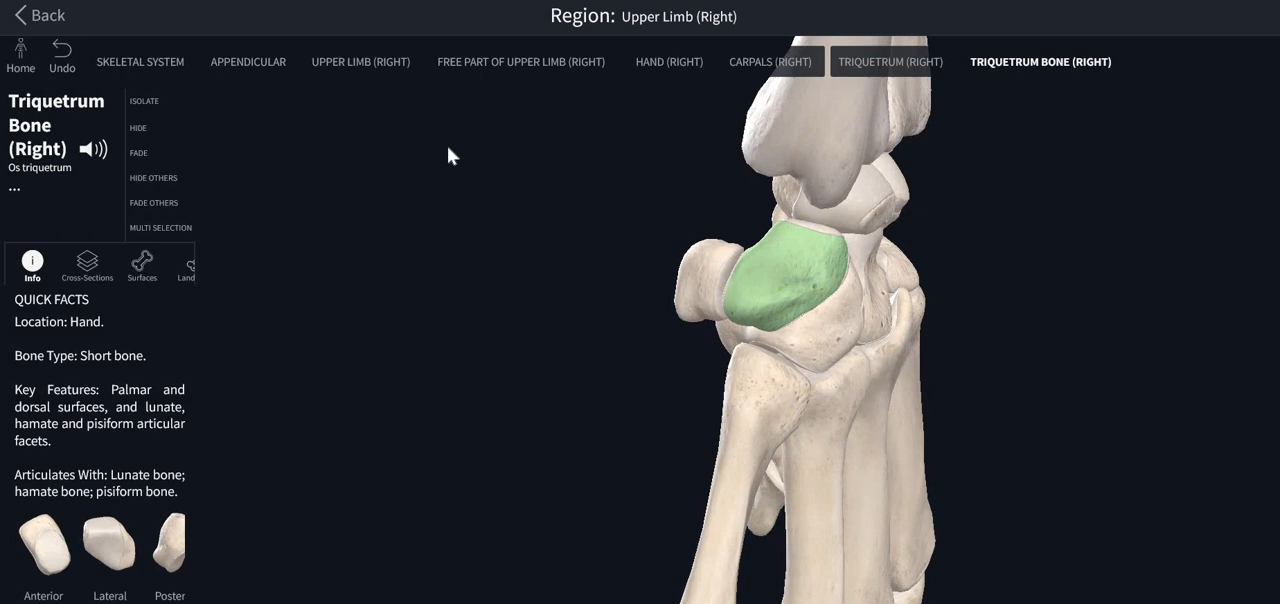 Back
Region: Upper Limb (Right)
Home
Undo
SKELETAL SYSTEM
APPENDICULAR
UPPER LIMB (RIGHT)
FREE PART OF UPPER LIMB (RIGHT)
HAND (RIGHT)
CARPALS (RIGHT)
TRIQUETRUM (RIGHT)
TRIQUETRUM BONE (RIGHT)
Triquetrum
Bone
(Right)
Os triquetrum
...
ISOLATE
HIDE
FADE
HIDE OTHERS
FADE OTHERS
MULTI SELECTION
Info
Cross-Sections
Surfaces
Land
QUICK FACTS
Location: Hand.
Bone Type: Short bone.
Key Features: Palmar and
dorsal surfaces, and lunate,
hamate and pisiform articular
facets.
Articulates With: Lunate bone;
hamate bone; pisiform bone.
Anterior
Lateral
Poster